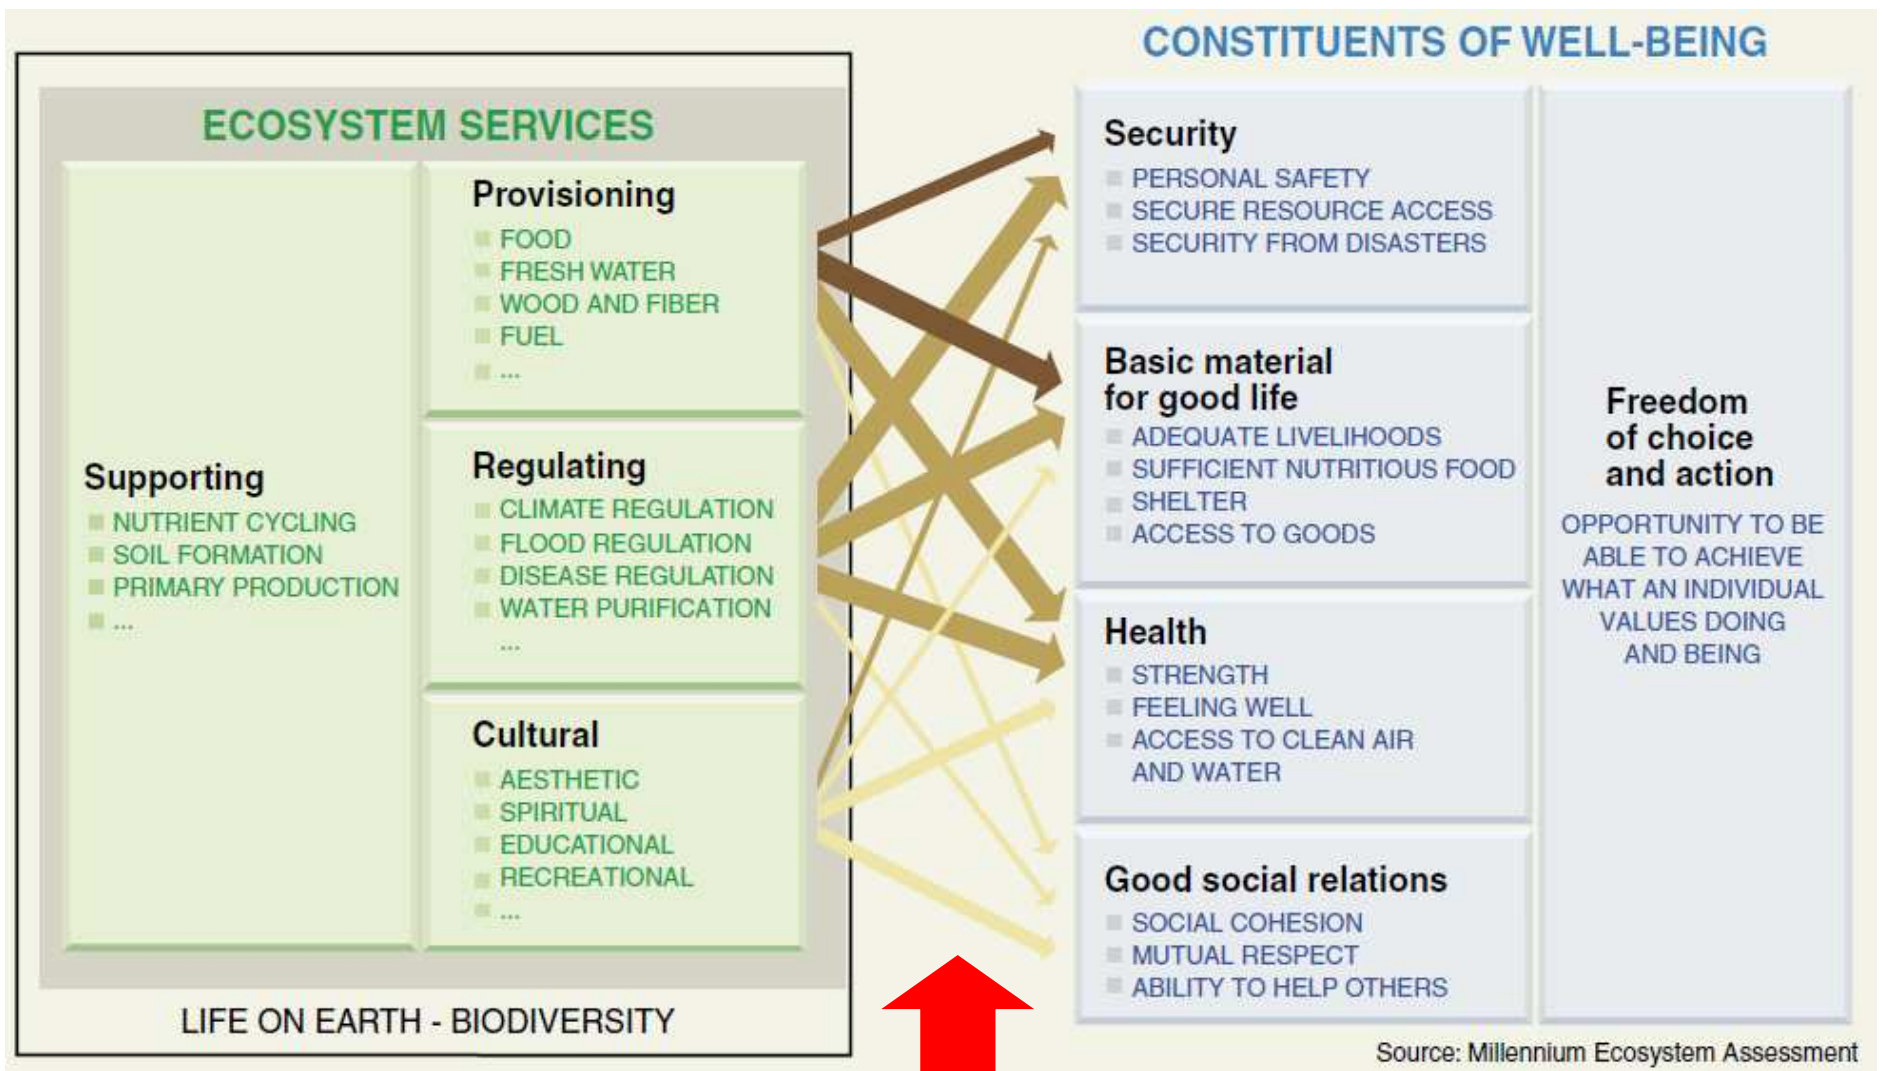 CONSTITUENTS OF WELL-BEING
ECOSYSTEM SERVICES
Supporting
NUTRIENT CYCLING
SOIL FORMATION
PRIMARY PRODUCTION
...
Provisioning
FOOD
FRESH WATER
WOOD AND FIBER
FUEL
...
Regulating
CLIMATE REGULATION
FLOOD REGULATION
DISEASE REGULATION
WATER PURIFICATION
...
Cultural
AESTHETIC
SPIRITUAL
EDUCATIONAL
RECREATIONAL
...
LIFE ON EARTH - BIODIVERSITY
Security
PERSONAL SAFETY
SECURE RESOURCE ACCESS
SECURITY FROM DISASTERS
Basic material
for good life
ADEQUATE LIVELIHOODS
SUFFICIENT NUTRITIOUS FOOD
SHELTER
ACCESS TO GOODS
Health
STRENGTH
FEELING WELL
ACCESS TO CLEAN AIR
AND WATER
Good social relations
SOCIAL COHESION
MUTUAL RESPECT
ABILITY TO HELP OTHERS
Freedom
of choice
and action
OPPORTUNITY TO BE
ABLE TO ACHIEVE
WHAT AN INDIVIDUAL
VALUES DOING
AND BEING
Source: Millennium Ecosystem Assessment